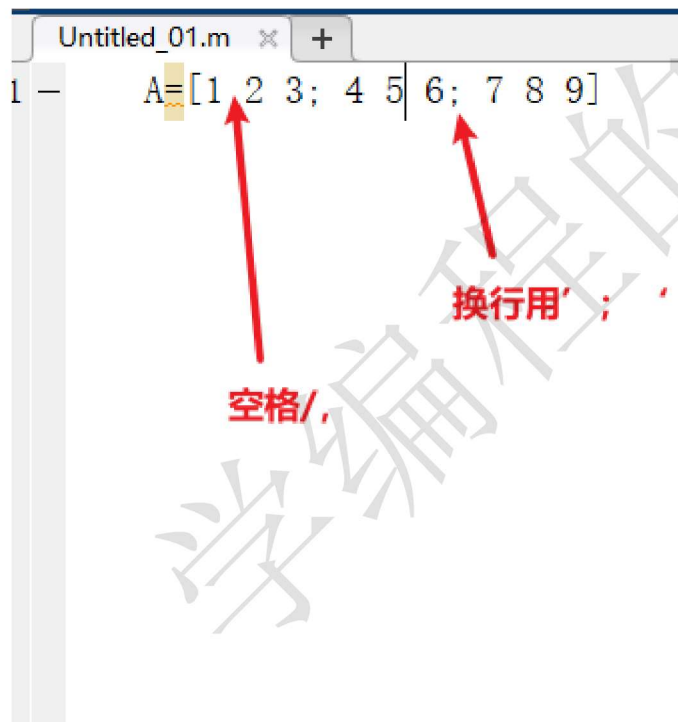 Untitled_01.m × +
1 — A=[1 2 3; 4 5 6; 7 8 9]
换行用’； ‘
空格/,
学编程的